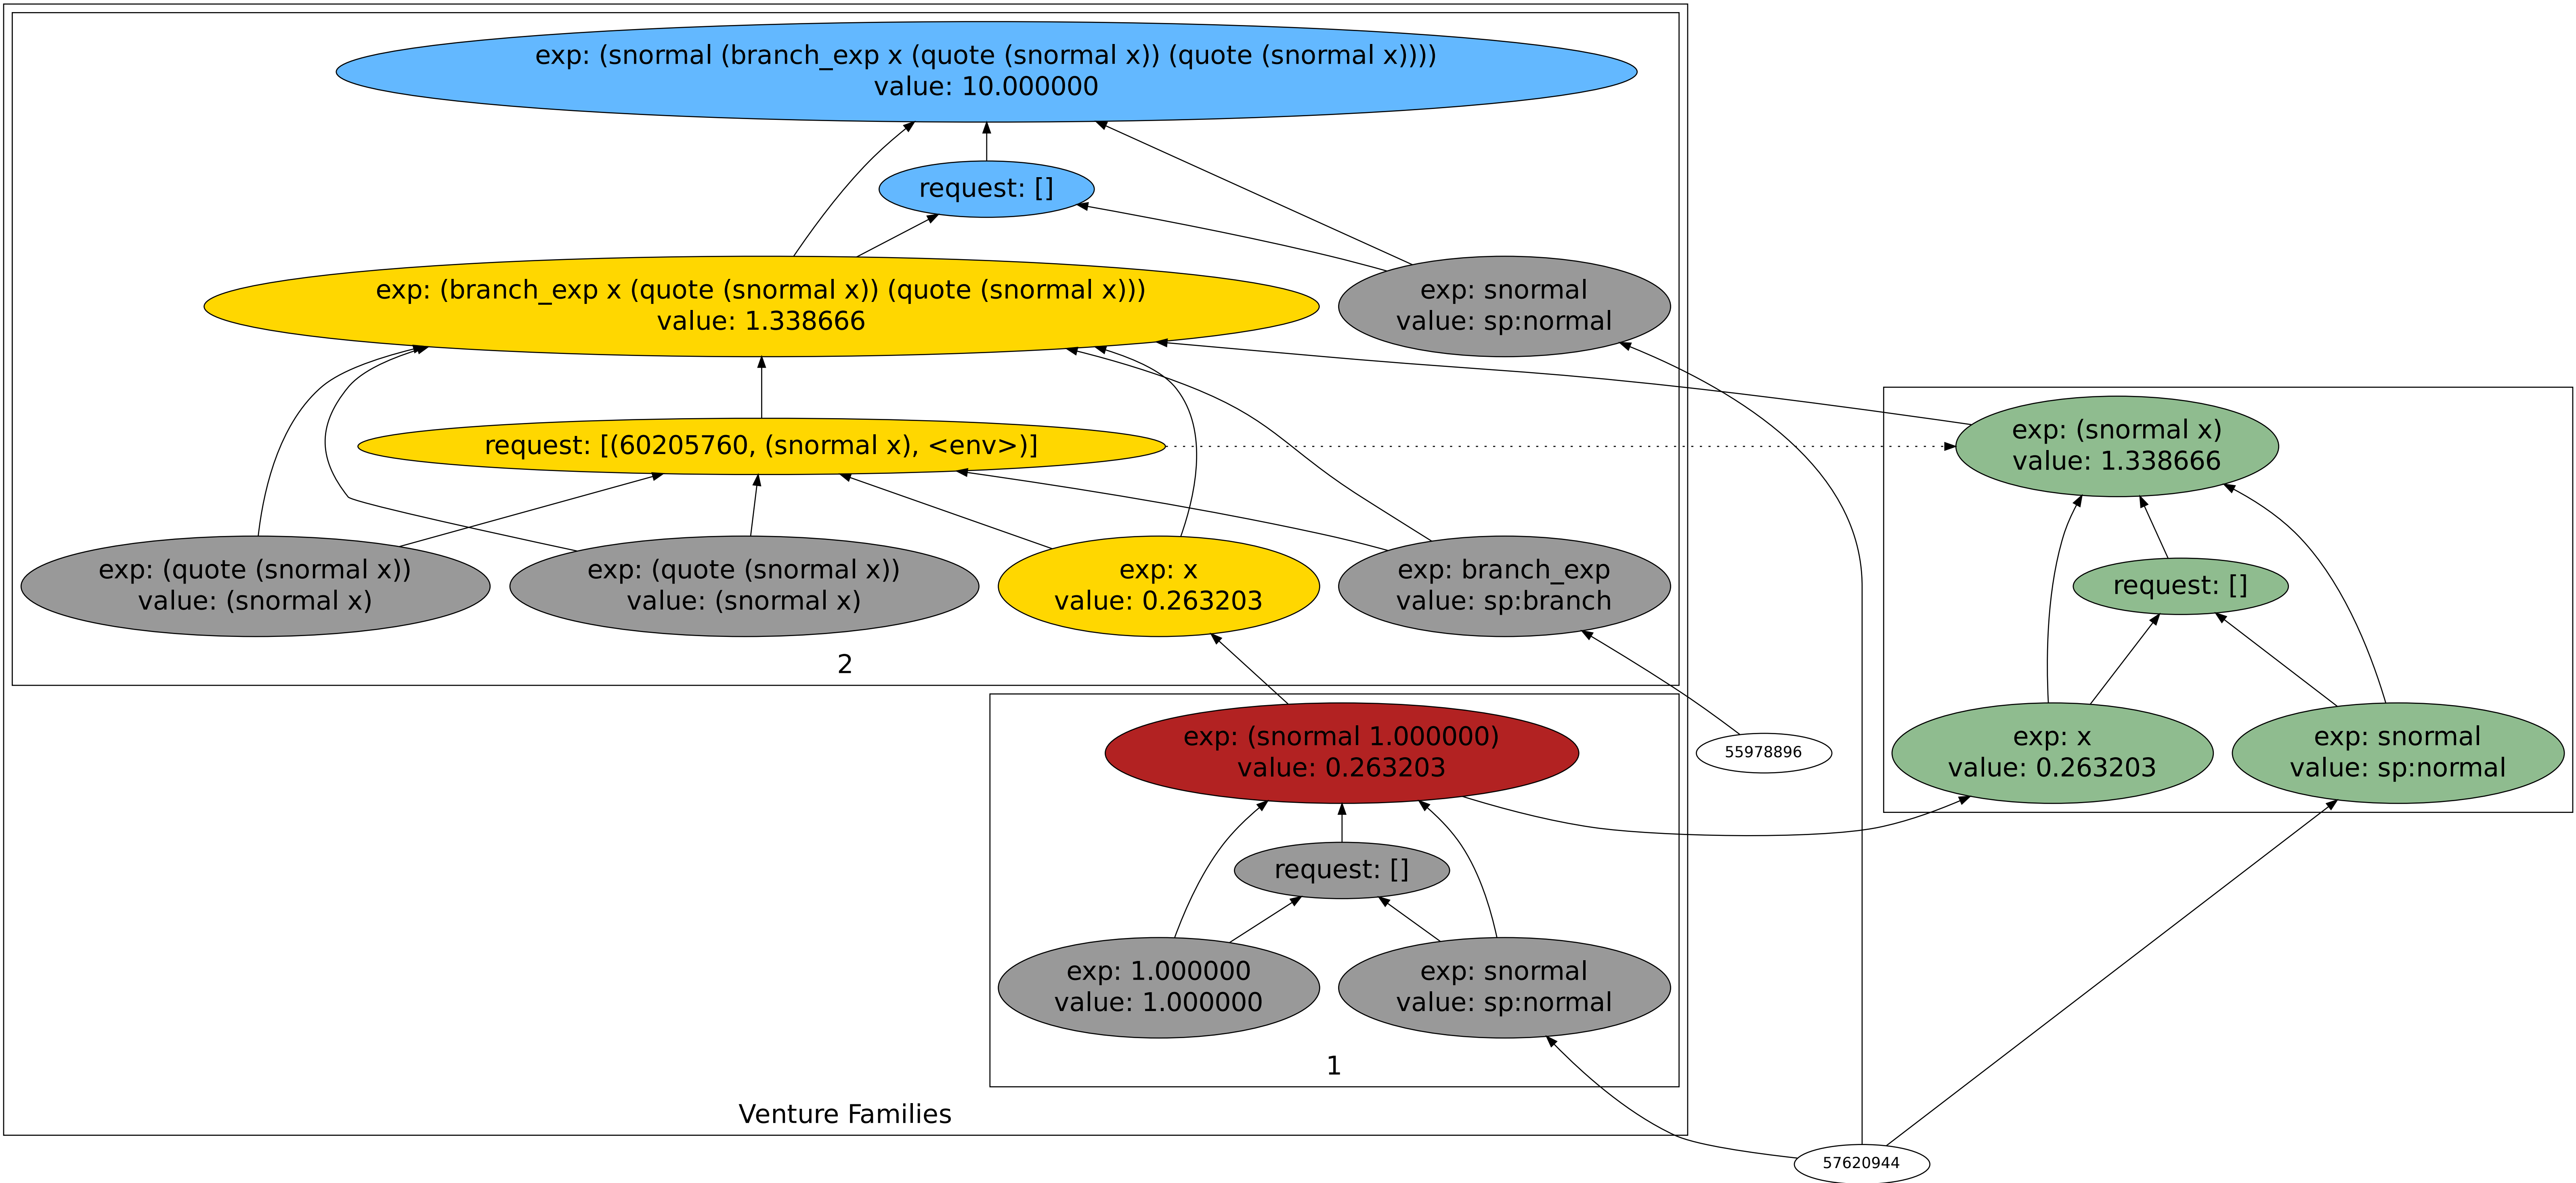 exp: (snormal (branch_exp x (quote (snormal x)) (quote (snormal x))))
value: 10.000000
request: []
exp: (branch_exp x (quote (snormal x)) (quote (snormal x)))
value: 1.338666
exp: snormal
value: sp:normal
request: [(60205760, (snormal x), <env>)]
exp: (snormal x)
value: 1.338666
exp: (quote (snormal x))
value: (snormal x)
exp: (quote (snormal x))
value: (snormal x)
exp: x
value: 0.263203
exp: branch_exp
value: sp:branch
request: []
2
exp: (snormal 1.000000)
value: 0.263203
55978896
exp: x
value: 0.263203
exp: snormal
value: sp:normal
request: []
exp: 1.000000
value: 1.000000
exp: snormal
value: sp:normal
1
Venture Families
57620944